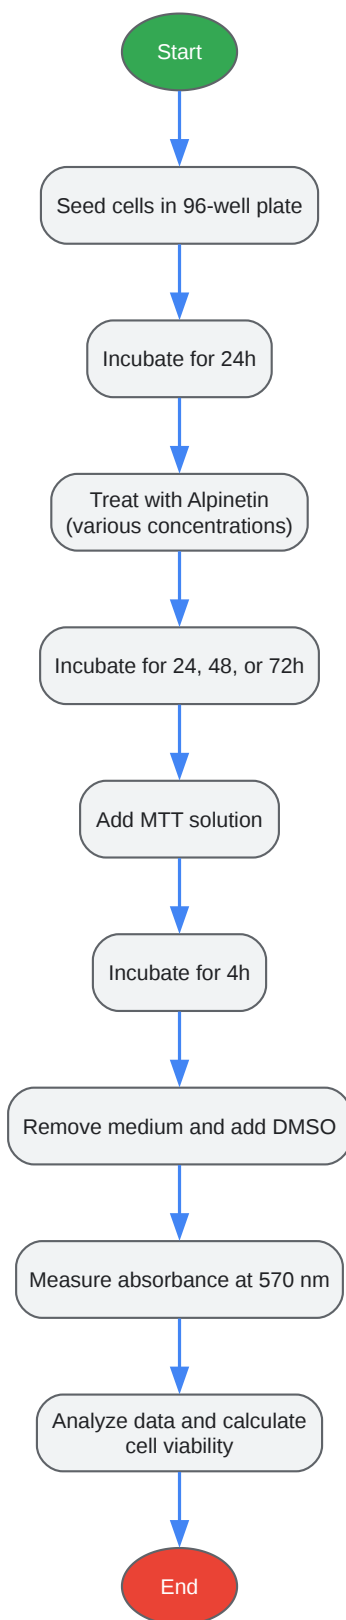 Start
Seed cells in 96-well plate
Incubate for 24h
Treat with Alpinetin
(various concentrations)
Incubate for 24, 48, or 72h
Add MTT solution
Incubate for 4h
Remove medium and add DMSO
Measure absorbance at 570 nm
Analyze data and calculate
cell viability
End